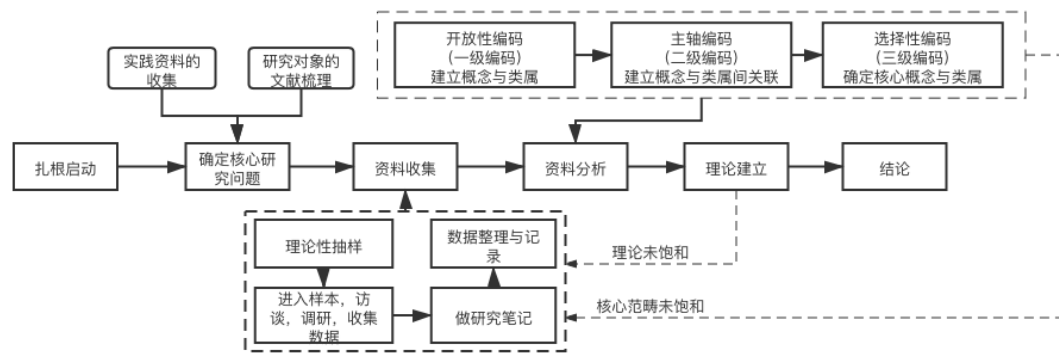 开放性编码
(一级编码)
建立概念与类属
主轴编码
(二级编码)
建立概念与类属间关联
选择性编码
(三级编码)
确定核心概念与类属
实践资料的
收集
研究对象的
文献梳理
扎根启动
确定核心研
究问题
资料收集
资料分析
理论建立
结论
理论性抽样
数据整理与记
录
理论未饱和
进入样本，访
谈，调研，收集
数据
做研究笔记
核心范畴未饱和